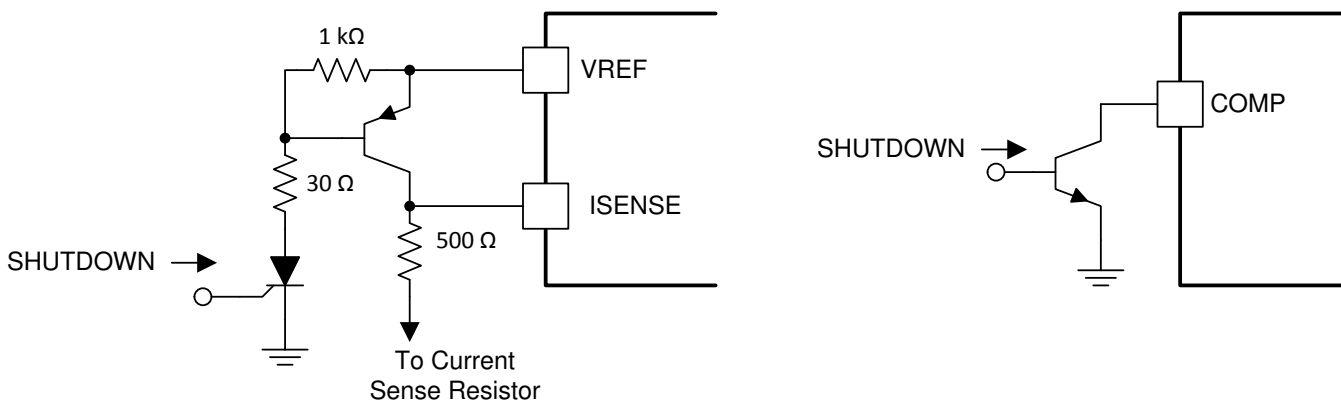 1 kΩ
VREF
30 Ω
ISENSE
500 Ω
SHUTDOWN
To Current
Sense Resistor
COMP
SHUTDOWN